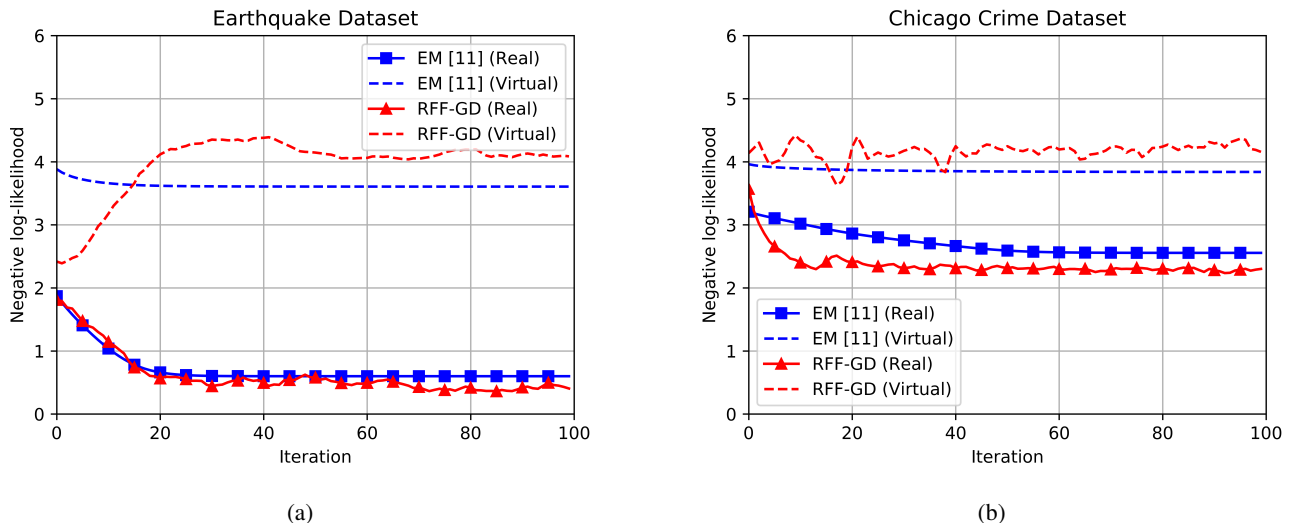 Earthquake Dataset
6
5
4
3
2
1
0
Negative log-likelihood
EM [11] (Real)
EM [11] (Virtual)
RFF-GD (Real)
RFF-GD (Virtual)
0 20 40 60 80 100
Iteration
(a)
Chicago Crime Dataset
6
5
4
3
2
1
0
Negative log-likelihood
EM [11] (Real)
EM [11] (Virtual)
RFF-GD (Real)
RFF-GD (Virtual)
0 20 40 60 80 100
Iteration
(b)